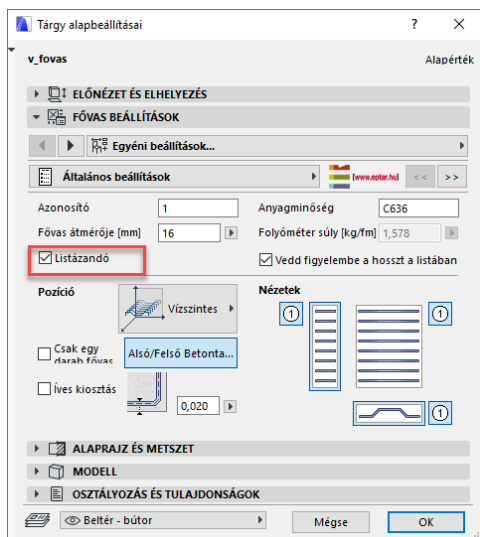 Tárgy alapbeállításai ? ×
v_fovas Alapérték
ELŐNÉZET ÉS ELHELYEZÉS
FŐVAS BEÁLLÍTÁSOK
Egyéni beállítások...
Általános beállítások [www.eptar.hu] << >>
Azonosító 1 Anyagminőség C636
Fővas átmérője [mm] 16 Folyóméter súly [kg/fm] 1,578
Listázandó Vedd figyelembe a hosszt a listában
Pozíció Nézetek
Vízszintes 1 1
Csak egy
darab fővas
Alsó/Felső Betonta...
Íves kiosztás 0,020 1
ALAPRAJZ ÉS METSZET
MODELL
OSZTÁLYOZÁS ÉS TULAJDONSÁGOK
Beltér - bútor Mégse OK